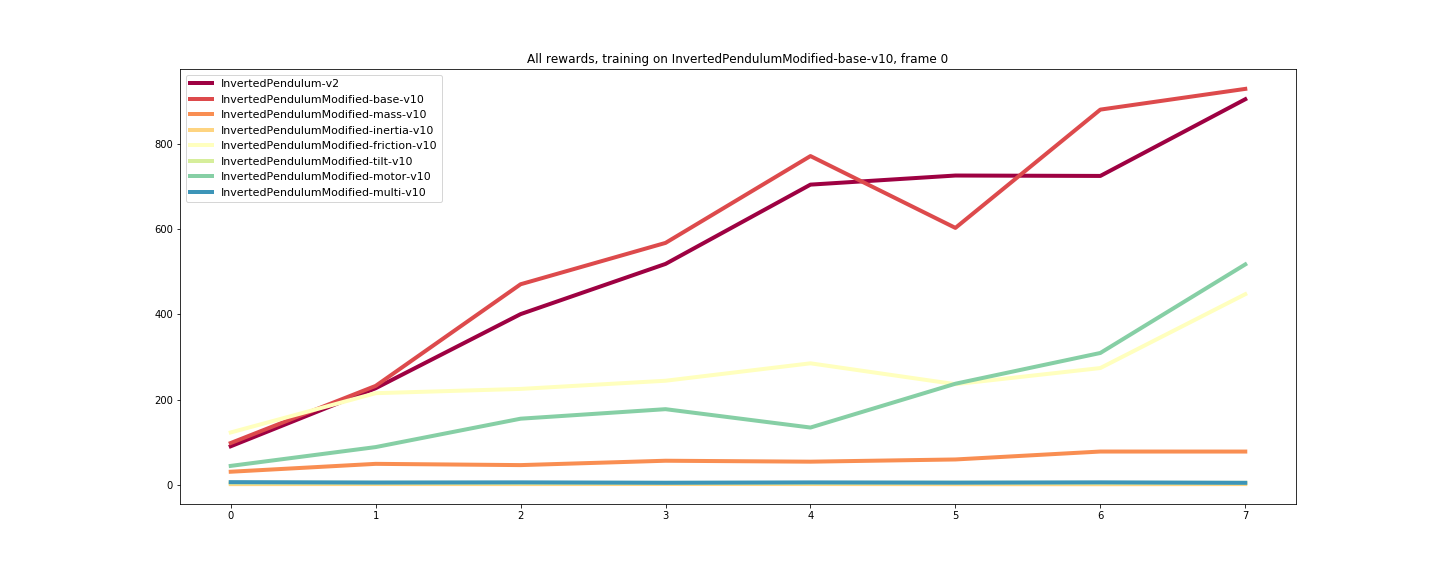 All rewards, training on InvertedPendulumModified-base-v10, frame 0
InvertedPendulum-v2
InvertedPendulumModified-base-v10
InvertedPendulumModified-mass-v10
InvertedPendulumModified-inertia-v10
InvertedPendulumModified-friction-v10
InvertedPendulumModified-tilt-v10
InvertedPendulumModified-motor-v10
InvertedPendulumModified-multi-v10
800
600
400
200
0
0 1 2 3 4 5 6 7